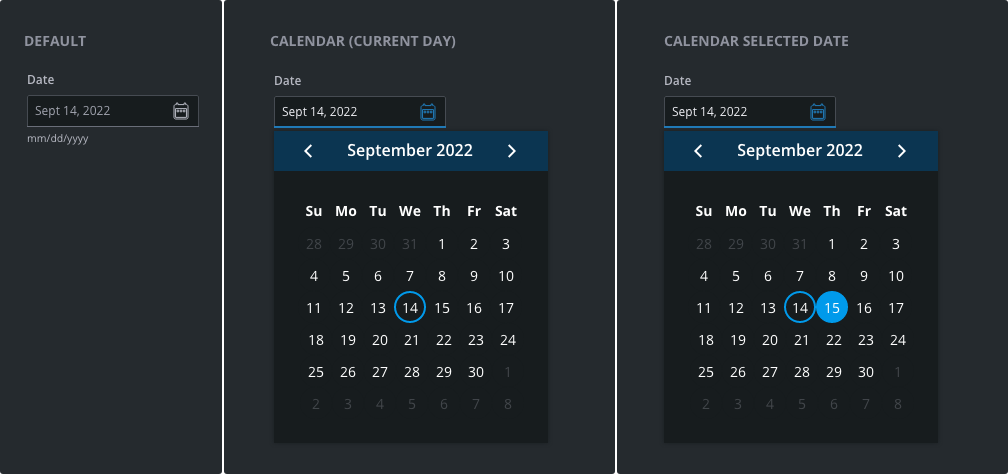 DEFAULT
Date
Sept 14, 2022
mm/dd/yyyy
CALENDAR (CURRENT DAY)
Date
Sept 14, 2022
September 2022
Su Mo Tu We Th Fr Sat
28 29 30 31 1 2 3
4 5 6 7 8 9 10
11 12 13 14 15 16 17
18 19 20 21 22 23 24
25 26 27 28 29 30 1
2 3 4 5 6 7 8
CALENDAR SELECTED DATE
Date
Sept 14, 2022
September 2022
Su Mo Tu We Th Fr Sat
28 29 30 31 1 2 3
4 5 6 7 8 9 10
11 12 13 14 15 16 17
18 19 20 21 22 23 24
25 26 27 28 29 30 1
2 3 4 5 6 7 8